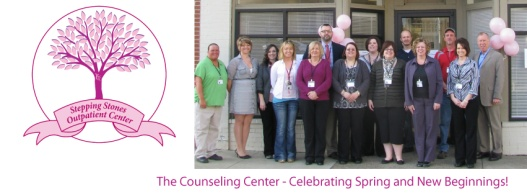 Stepping Stones
Outpatient Center
The Counseling Center - Celebrating Spring and New Beginnings!